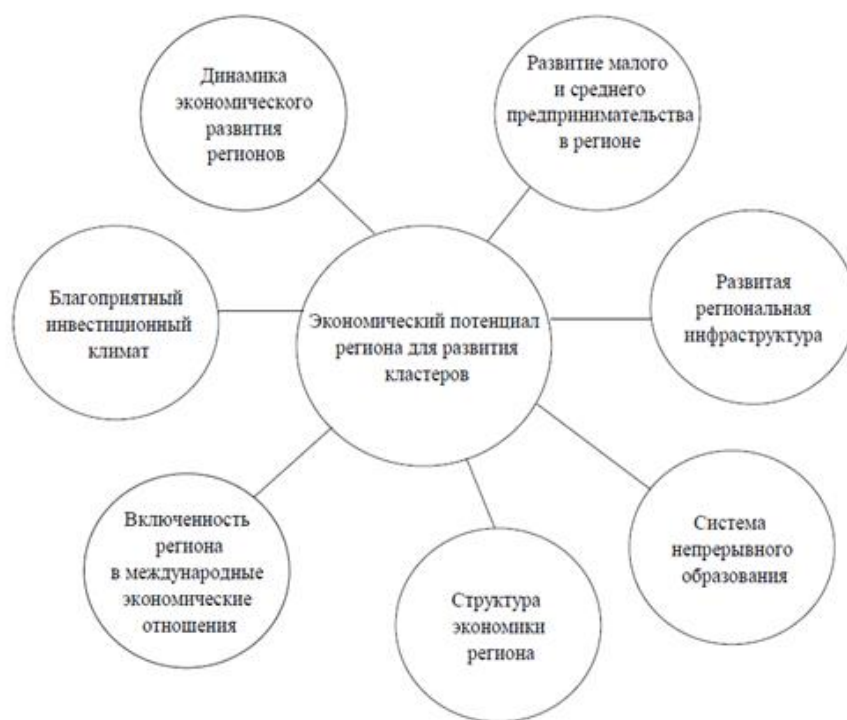 Динамика
экономического
развития
регионов
Развитие малого
и среднего
предпринимательства
в регионе
Благоприятный
инвестиционный
климат
Экономический потенциал
региона для развития
кластеров
Развитая
региональная
инфраструктура
Включенность
региона
в международные
экономические
отношения
Структура
экономики
региона
Система
непрерывного
образования